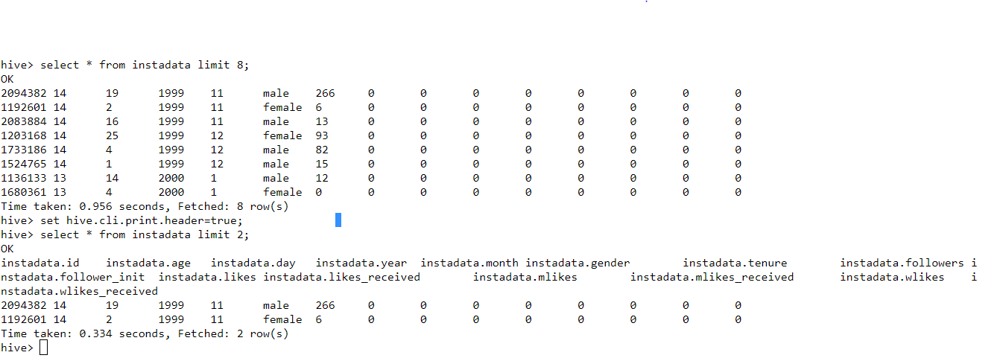 hive> select * from instadata limit 8;
OK
2094382 14 19 1999 11 male 266 0 0 0 0 0 0 0 0
1192601 14 2 1999 11 female 6 0 0 0 0 0 0 0 0
2083884 14 16 1999 11 male 13 0 0 0 0 0 0 0 0
1203168 14 25 1999 12 female 93 0 0 0 0 0 0 0 0
1733186 14 4 1999 12 male 82 0 0 0 0 0 0 0 0
1524765 14 1 1999 12 male 15 0 0 0 0 0 0 0 0
1136133 13 14 2000 1 male 12 0 0 0 0 0 0 0 0
1680361 13 4 2000 1 female 0 0 0 0 0 0 0 0 0
Time taken: 0.956 seconds, Fetched: 8 row(s)
hive> set hive.cli.print.header=true;
hive> select * from instadata limit 2;
OK
instadata.id instadata.age instadata.day instadata.year instadata.month instadata.gender instadata.tenure instadata.followers i
nstadata.follower_init instadata.likes instadata.likes_received instadata.mlikes instadata.mlikes_received instadata.wlikes i
nstadata.wlikes_received
2094382 14 19 1999 11 male 266 0 0 0 0 0 0 0 0
1192601 14 2 1999 11 female 6 0 0 0 0 0 0 0 0
Time taken: 0.334 seconds, Fetched: 2 row(s)
hive>